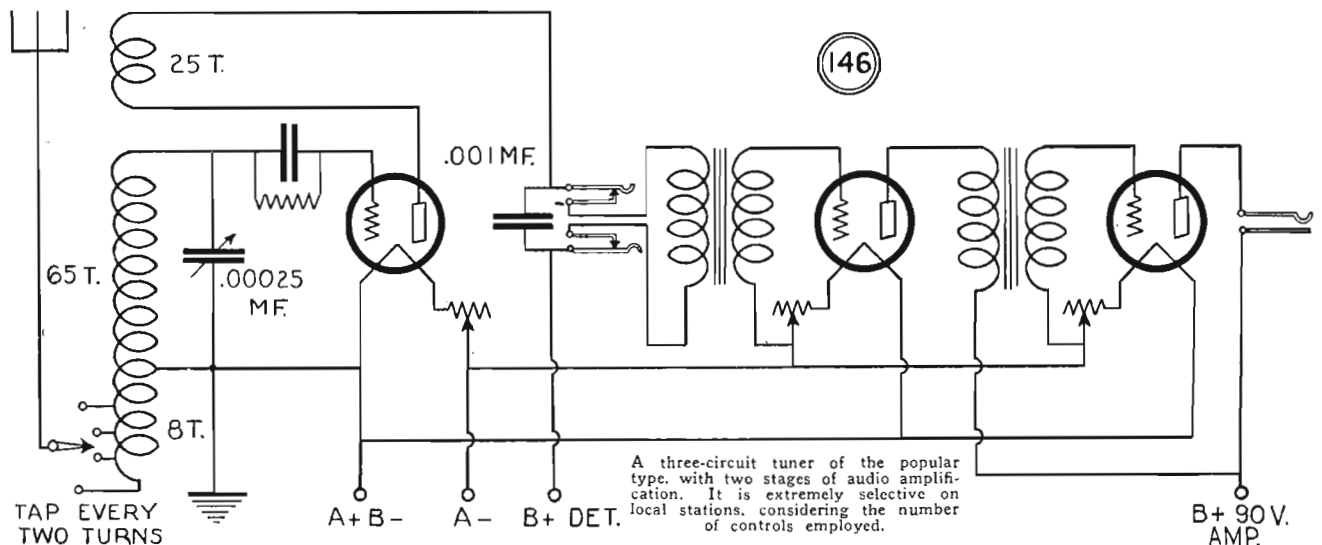 146
25 T.
.001 MF.
65 T.
.00025
MF.
8 T.
TAP EVERY
TWO TURNS
A+ B-
A-
B+ DET.
A three-circuit tuner of the popular
type, with two stages of audio amplifi-
cation. It is extremely selective on
local stations, considering the number
of controls employed.
B+ 90 V.
AMP.